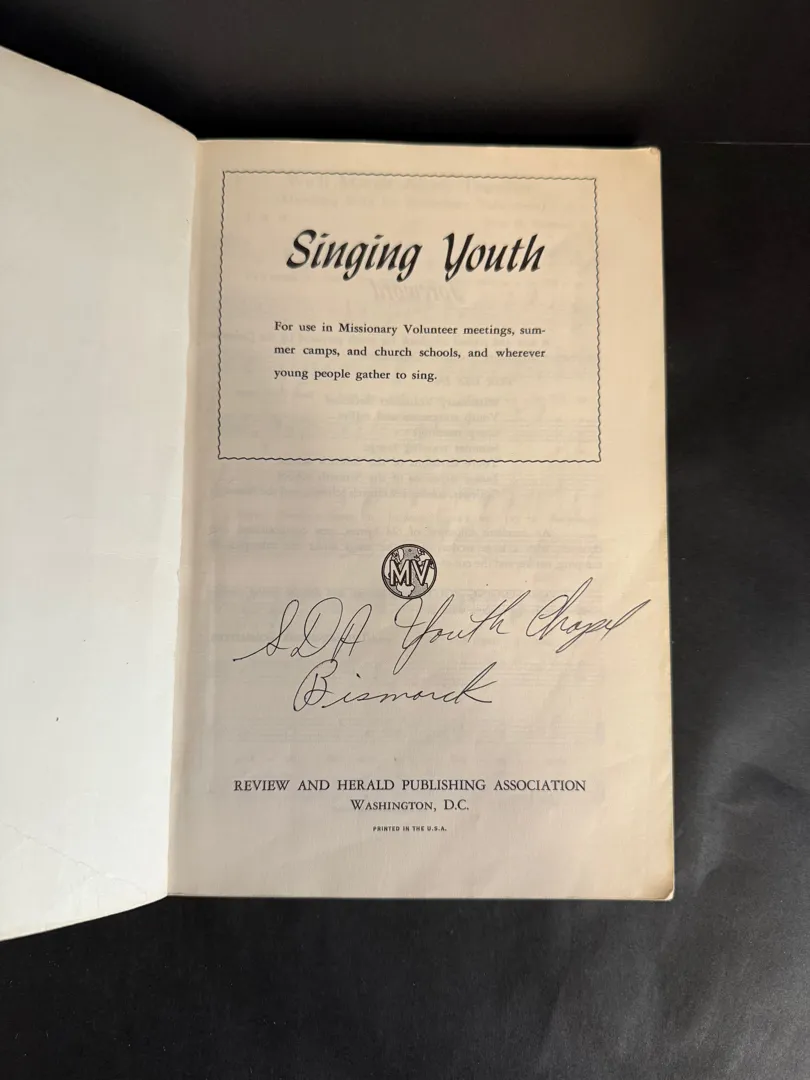 Singing Youth
For use in Missionary Volunteer meetings, sum-
mer camps, and church schools, and wherever
young people gather to sing.
MV
SDA Youth Chapel
Bismarck
REVIEW AND HERALD PUBLISHING ASSOCIATION
WASHINGTON, D.C.
PRINTED IN THE U.S.A.